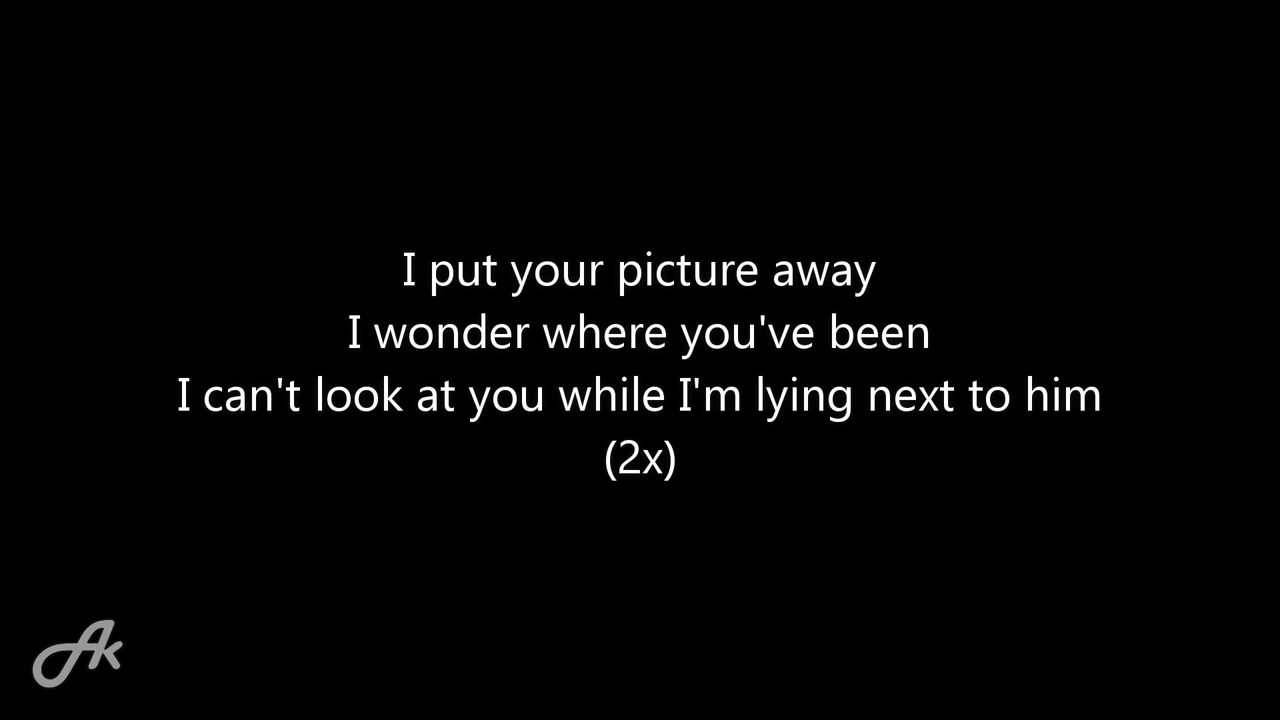 I put your picture away
I wonder where you've been
I can't look at you while I'm lying next to him
(2x)
Ak